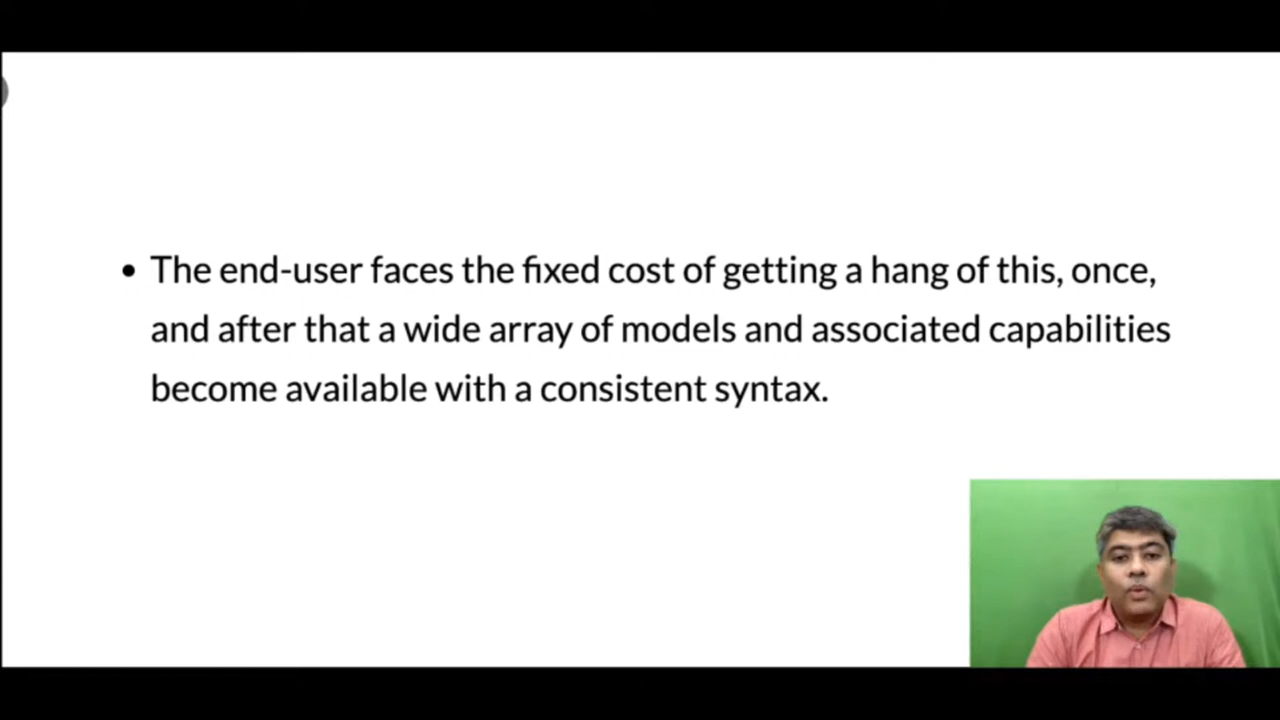 • The end-user faces the fixed cost of getting a hang of this, once,
and after that a wide array of models and associated capabilities
become available with a consistent syntax.